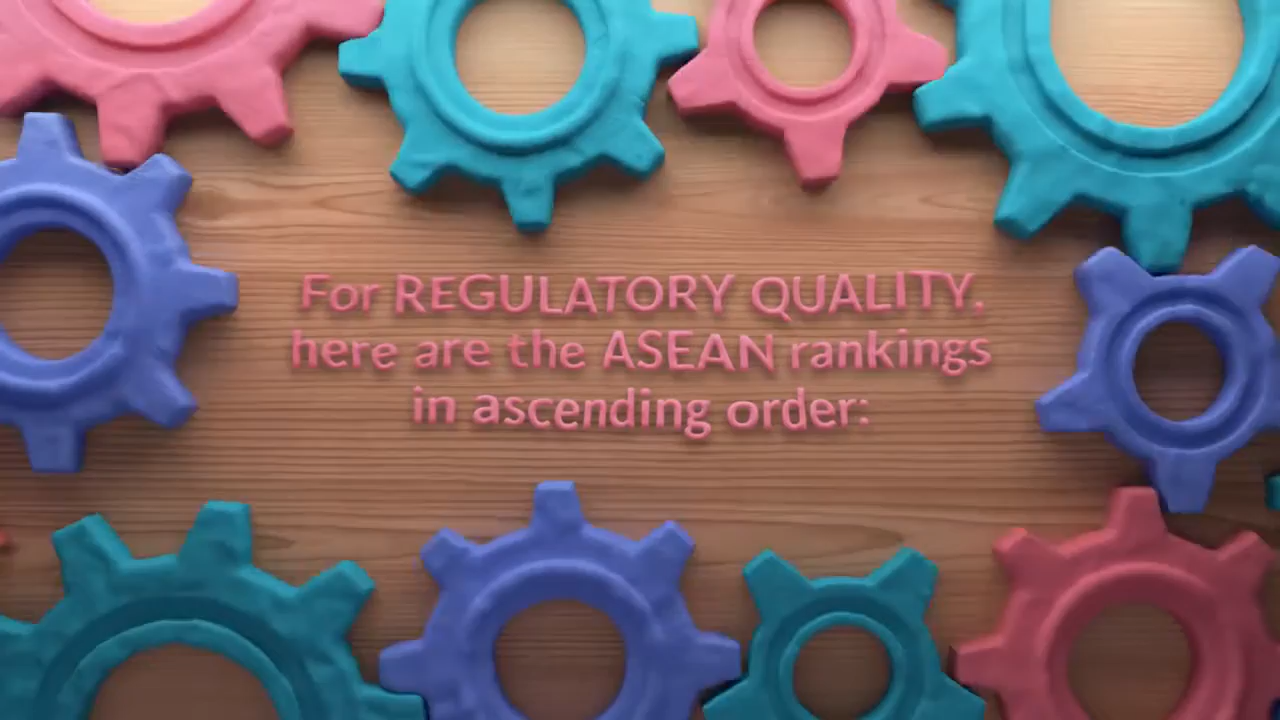 For REGULATORY QUALITY,
here are the ASEAN rankings
in ascending order: